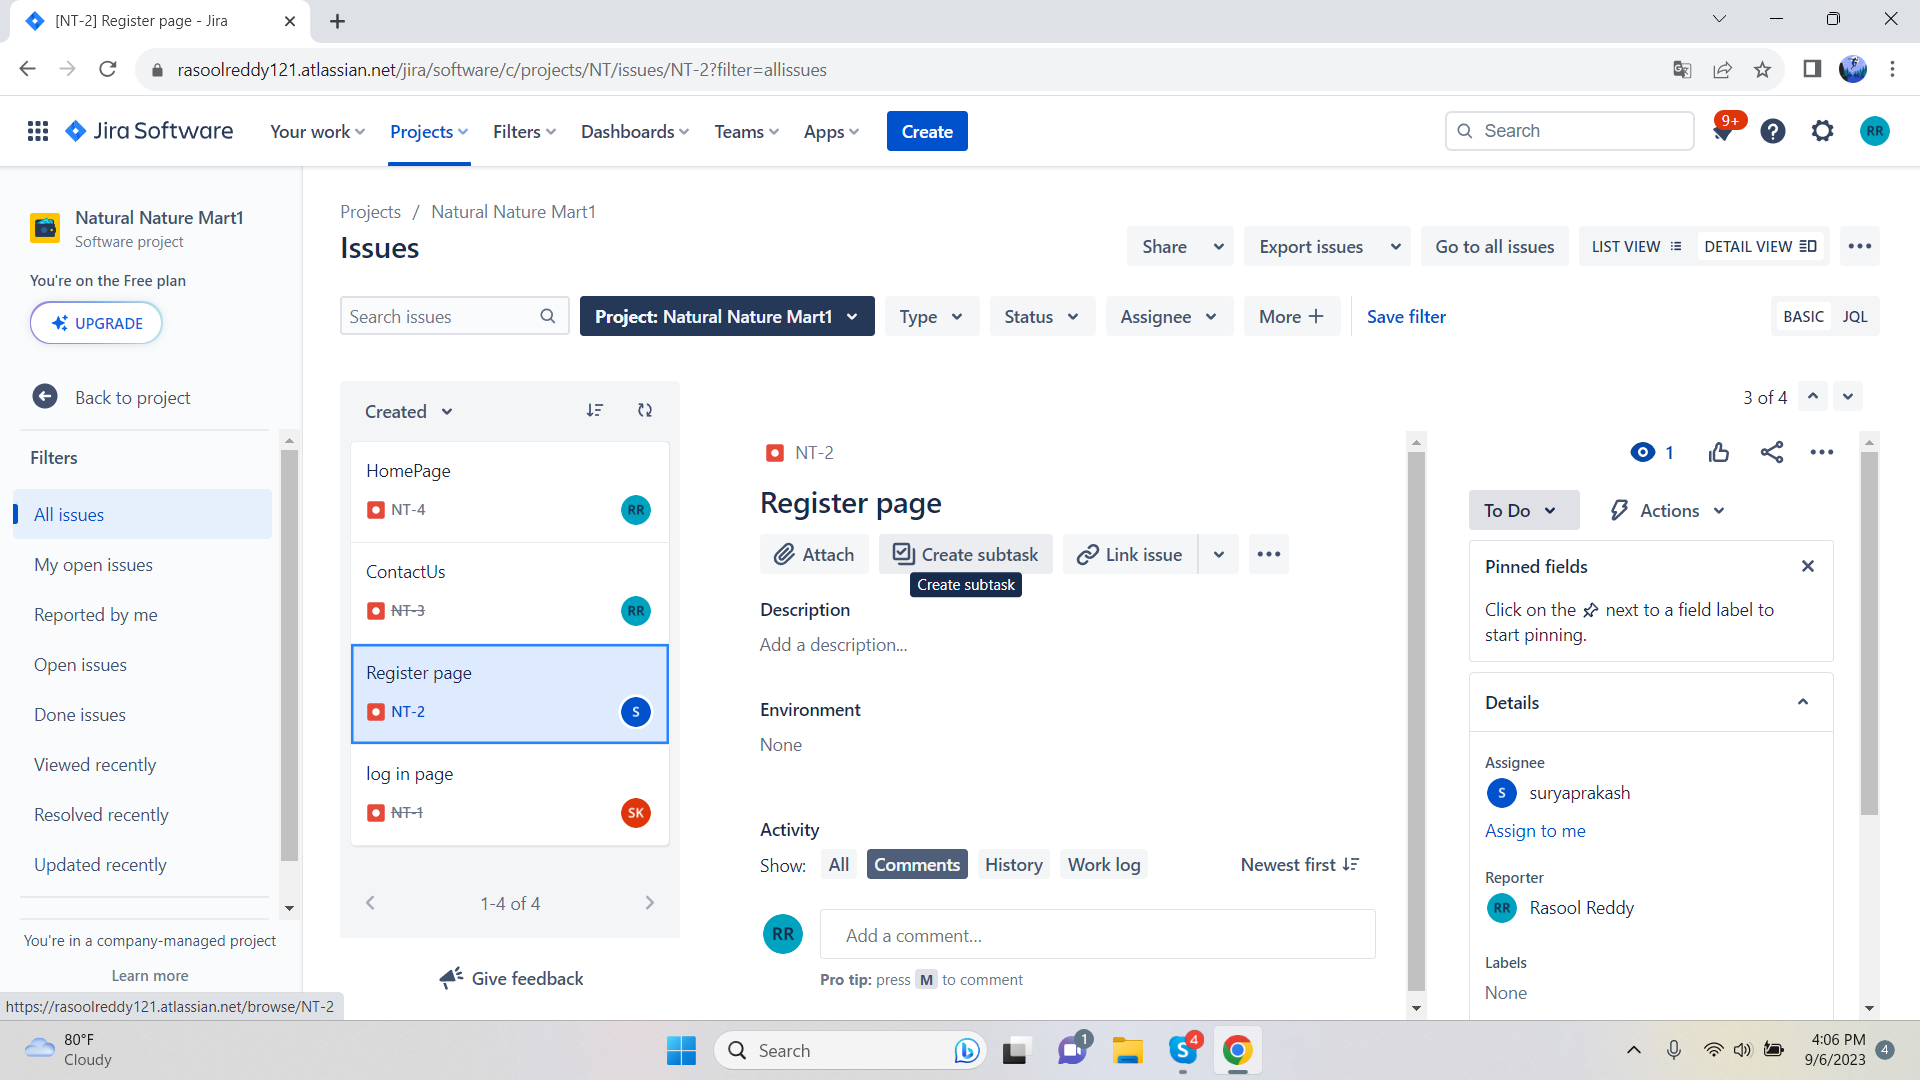 [NT-2] Register page - Jira
rasoolreddy121.atlassian.net/jira/software/c/projects/NT/issues/NT-2?filter=allissues
Jira Software
Your work
Projects
Filters
Dashboards
Teams
Apps
Create
Search
9+
RR
Natural Nature Mart1
Software project
You're on the Free plan
UPGRADE
Back to project
Filters
All issues
My open issues
Reported by me
Open issues
Done issues
Viewed recently
Resolved recently
Updated recently
You're in a company-managed project
Learn more
https://rasoolreddy121.atlassian.net/browse/NT-2
Projects / Natural Nature Mart1
Issues
Share
Export issues
Go to all issues
LIST VIEW
DETAIL VIEW
Search issues
Project: Natural Nature Mart1
Type
Status
Assignee
More
Save filter
BASIC
JQL
Created
HomePage
NT-4
RR
ContactUs
NT-3
RR
Register page
NT-2
S
log in page
NT-1
SK
1-4 of 4
Give feedback
3 of 4
NT-2
Register page
Attach
Create subtask
Link issue
Create subtask
Description
Add a description...
Environment
None
Activity
Show:
All
Comments
History
Work log
Newest first
RR
Add a comment...
Pro tip: press M to comment
1
To Do
Actions
Pinned fields
Click on the next to a field label to
start pinning.
Details
Assignee
S
suryaprakash
Assign to me
Reporter
RR
Rasool Reddy
Labels
None
80°F
Cloudy
Search
1
S
4
4:06 PM
9/6/2023
4